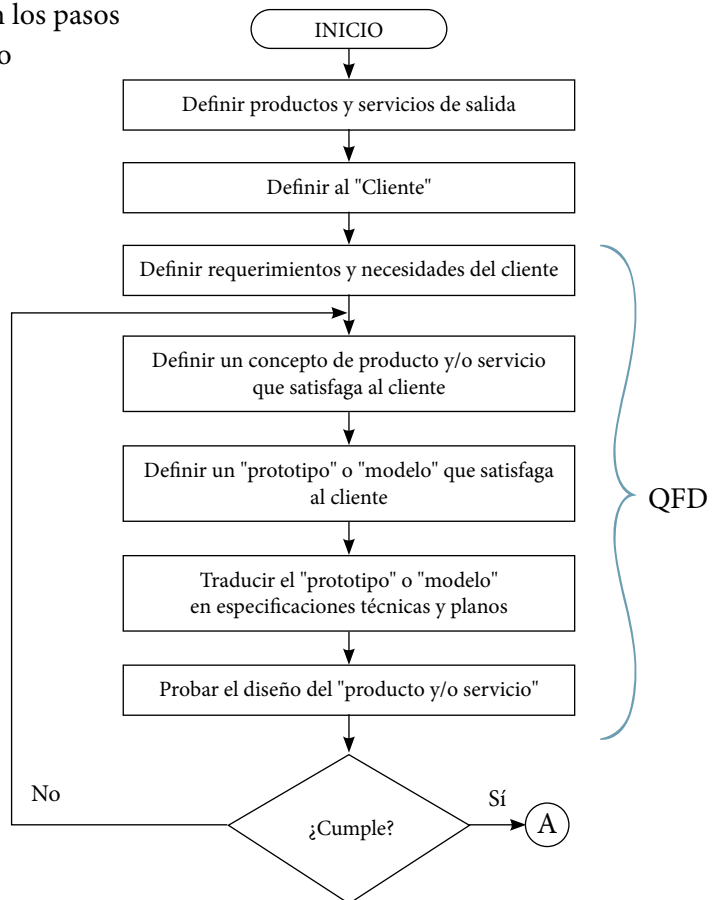 n los pasos
o
INICIO
Definir productos y servicios de salida
Definir al "Cliente"
Definir requerimientos y necesidades del cliente
Definir un concepto de producto y/o servicio
que satisfaga al cliente
Definir un "prototipo" o "modelo" que satisfaga
al cliente
QFD
Traducir el "prototipo" o "modelo"
en especificaciones técnicas y planos
Probar el diseño del "producto y/o servicio"
No
¿Cumple?
Sí
A